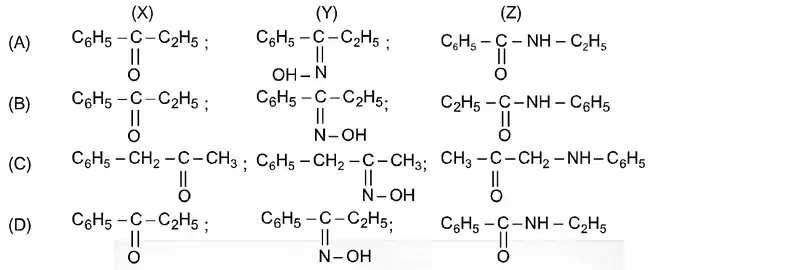 (X) (Y) (Z)
(A) C6H5 – C – C2H5 ; C6H5 – C – C2H5 ; C6H5 – C – NH – C2H5
O OH – N O
(B) C6H5 – C – C2H5 ; C6H5 – C – C2H5; C2H5 – C – NH – C6H5
O N – OH O
(C) C6H5 – CH2 – C – CH3 ; C6H5 – CH2 – C – CH3; CH3 – C – CH2 – NH – C6H5
O N – OH O
(D) C6H5 – C – C2H5 ; C6H5 – C – C2H5; C6H5 – C – NH – C2H5
O N – OH O